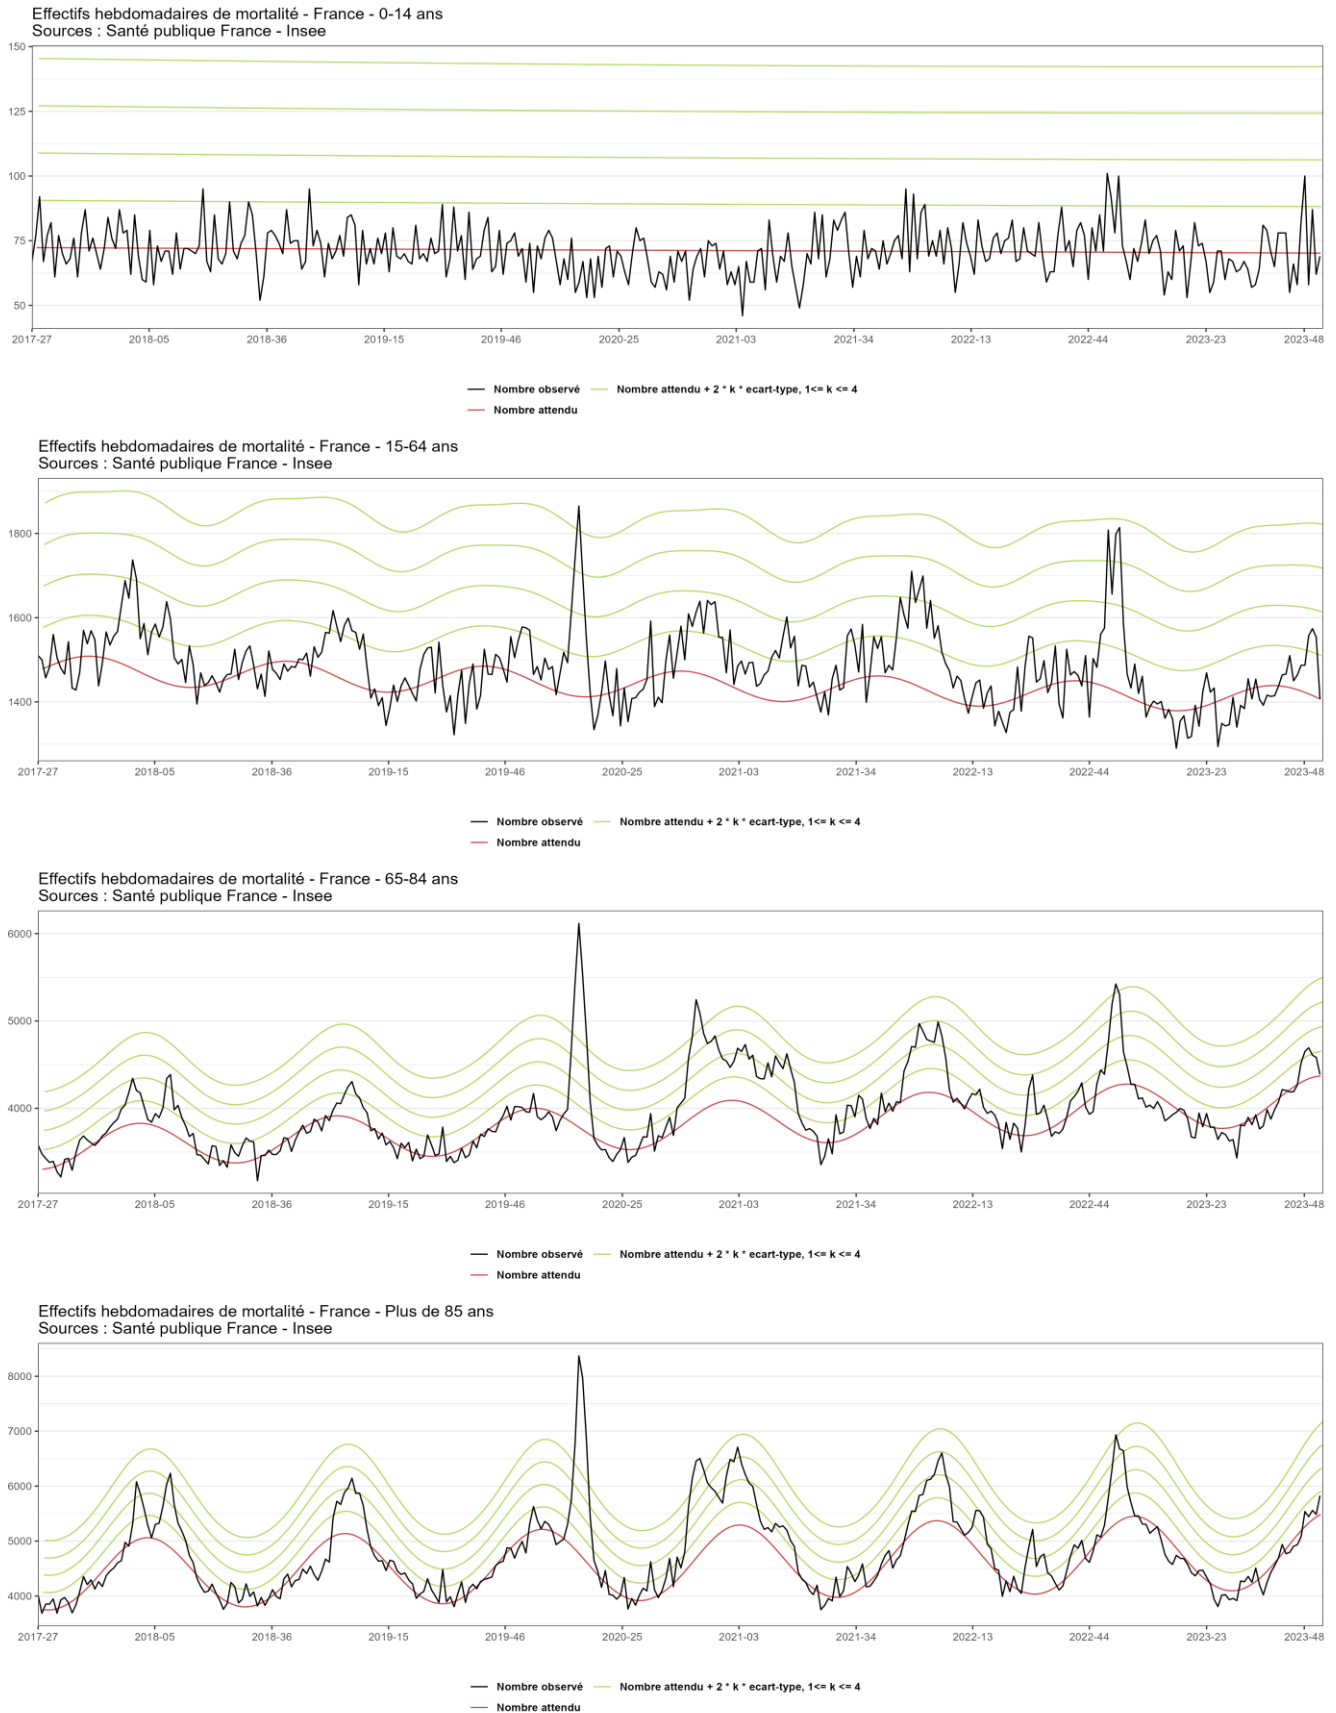 Effectifs hebdomadaires de mortalité - France - 0-14 ans
Sources : Santé publique France - Insee
150
125
100
75
50
2017-27 2018-05 2018-36 2019-15 2019-46 2020-25 2021-03 2021-34 2022-13 2022-44 2023-23 2023-48
Nombre observé Nombre attendu + 2 * k * ecart-type, 1<= k <= 4
Nombre attendu
Effectifs hebdomadaires de mortalité - France - 15-64 ans
Sources : Santé publique France - Insee
1800
1600
1400
2017-27 2018-05 2018-36 2019-15 2019-46 2020-25 2021-03 2021-34 2022-13 2022-44 2023-23 2023-48
Nombre observé Nombre attendu + 2 * k * ecart-type, 1<= k <= 4
Nombre attendu
Effectifs hebdomadaires de mortalité - France - 65-84 ans
Sources : Santé publique France - Insee
6000
5000
4000
2017-27 2018-05 2018-36 2019-15 2019-46 2020-25 2021-03 2021-34 2022-13 2022-44 2023-23 2023-48
Nombre observé Nombre attendu + 2 * k * ecart-type, 1<= k <= 4
Nombre attendu
Effectifs hebdomadaires de mortalité - France - Plus de 85 ans
Sources : Santé publique France - Insee
8000
7000
6000
5000
4000
2017-27 2018-05 2018-36 2019-15 2019-46 2020-25 2021-03 2021-34 2022-13 2022-44 2023-23 2023-48
Nombre observé Nombre attendu + 2 * k * ecart-type, 1<= k <= 4
Nombre attendu